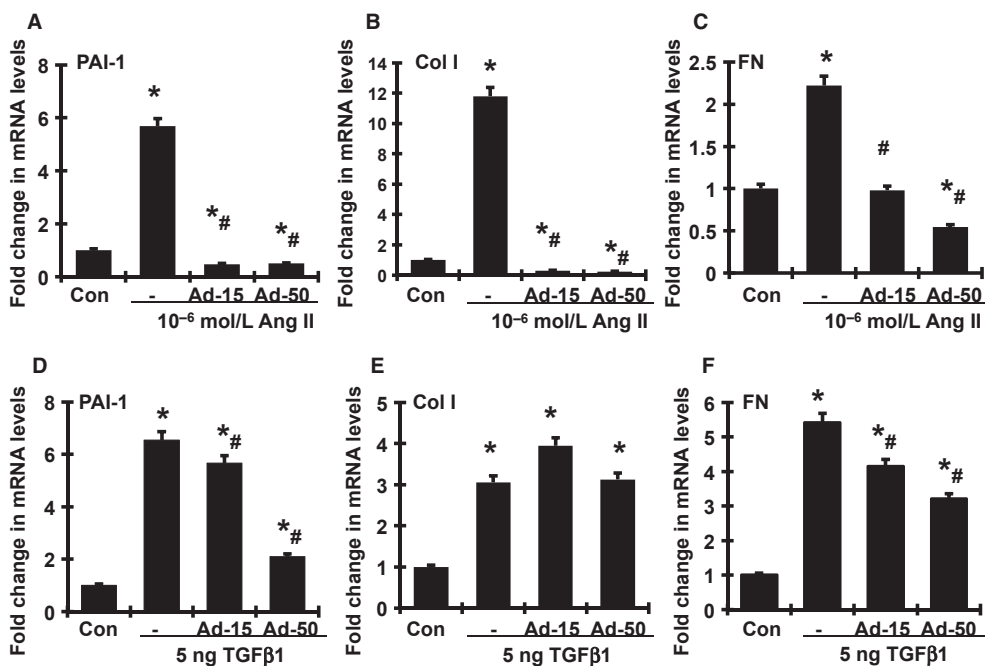 A
PAI-1
Fold change in mRNA levels
8
6
4
2
0
* *# *#
Con - Ad-15 Ad-50
10⁻⁶ mol/L Ang II
B
Col I
Fold change in mRNA levels
14
12
10
8
6
4
2
0
* *# *#
Con - Ad-15 Ad-50
10⁻⁶ mol/L Ang II
C
FN
Fold change in mRNA levels
2.5
2
1.5
1
0.5
0
* # *#
Con - Ad-15 Ad-50
10⁻⁶ mol/L Ang II
D
PAI-1
Fold change in mRNA levels
8
6
4
2
0
* *# *#
Con - Ad-15 Ad-50
5 ng TGFβ1
E
Col I
Fold change in mRNA levels
5
4
3
2
1
0
* * *
Con - Ad-15 Ad-50
5 ng TGFβ1
F
FN
Fold change in mRNA levels
6
5
4
3
2
1
0
* *# *#
Con - Ad-15 Ad-50
5 ng TGFβ1